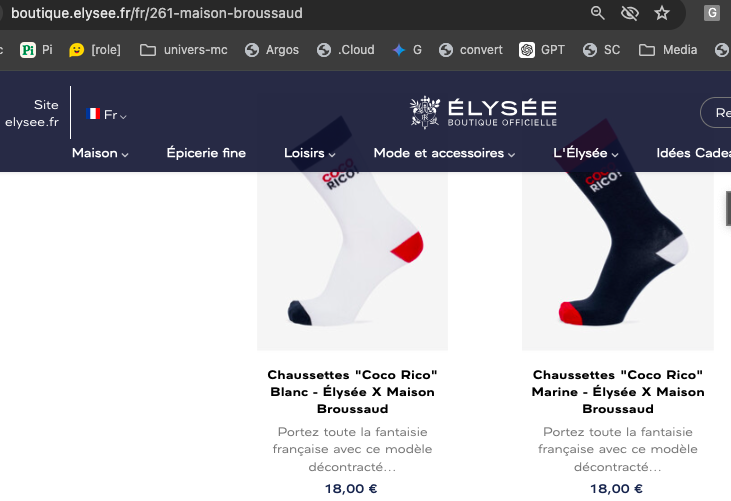 boutique.elysee.fr/fr/261-maison-broussaud
G
c Pi Pi [role] univers-mc Argos .Cloud G convert GPT SC Media
Site
elysee.fr
Fr
ÉLYSÉE
BOUTIQUE OFFICIELLE
Re
Maison Épicerie fine Loisirs Mode et accessoires L'Élysée Idées Cadea
COCO
RICO!
COCO
RICO!
Chaussettes "Coco Rico"
Blanc - Élysée X Maison
Broussaud
Portez toute la fantaisie
française avec ce modèle
décontracté...
18,00 €
Chaussettes "Coco Rico"
Marine - Élysée X Maison
Broussaud
Portez toute la fantaisie
française avec ce modèle
décontracté...
18,00 €